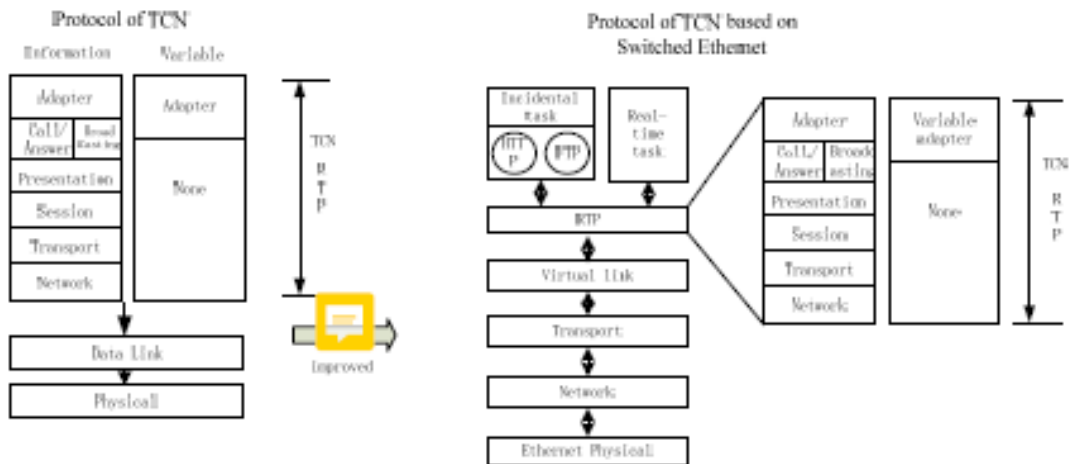 Protocol of TCN
Information
Variable
Adapter
Call/
Answer
Broad
Casting
Presentation
Session
Transport
Network
Adapter
None
TCN
R
T
P
Data Link
Physical
Improved
Protocol of TCN based on
Switched Ethernet
Incidental
task
HTT
P
FTP
Real-
time
task
RTP
Virtual link
Transport
Network
Ethernet Physical
Adapter
Call/
Answer
Broadc
asting
Presentation
Session
Transport
Network
Variable
adapter
None
TCN
R
T
P